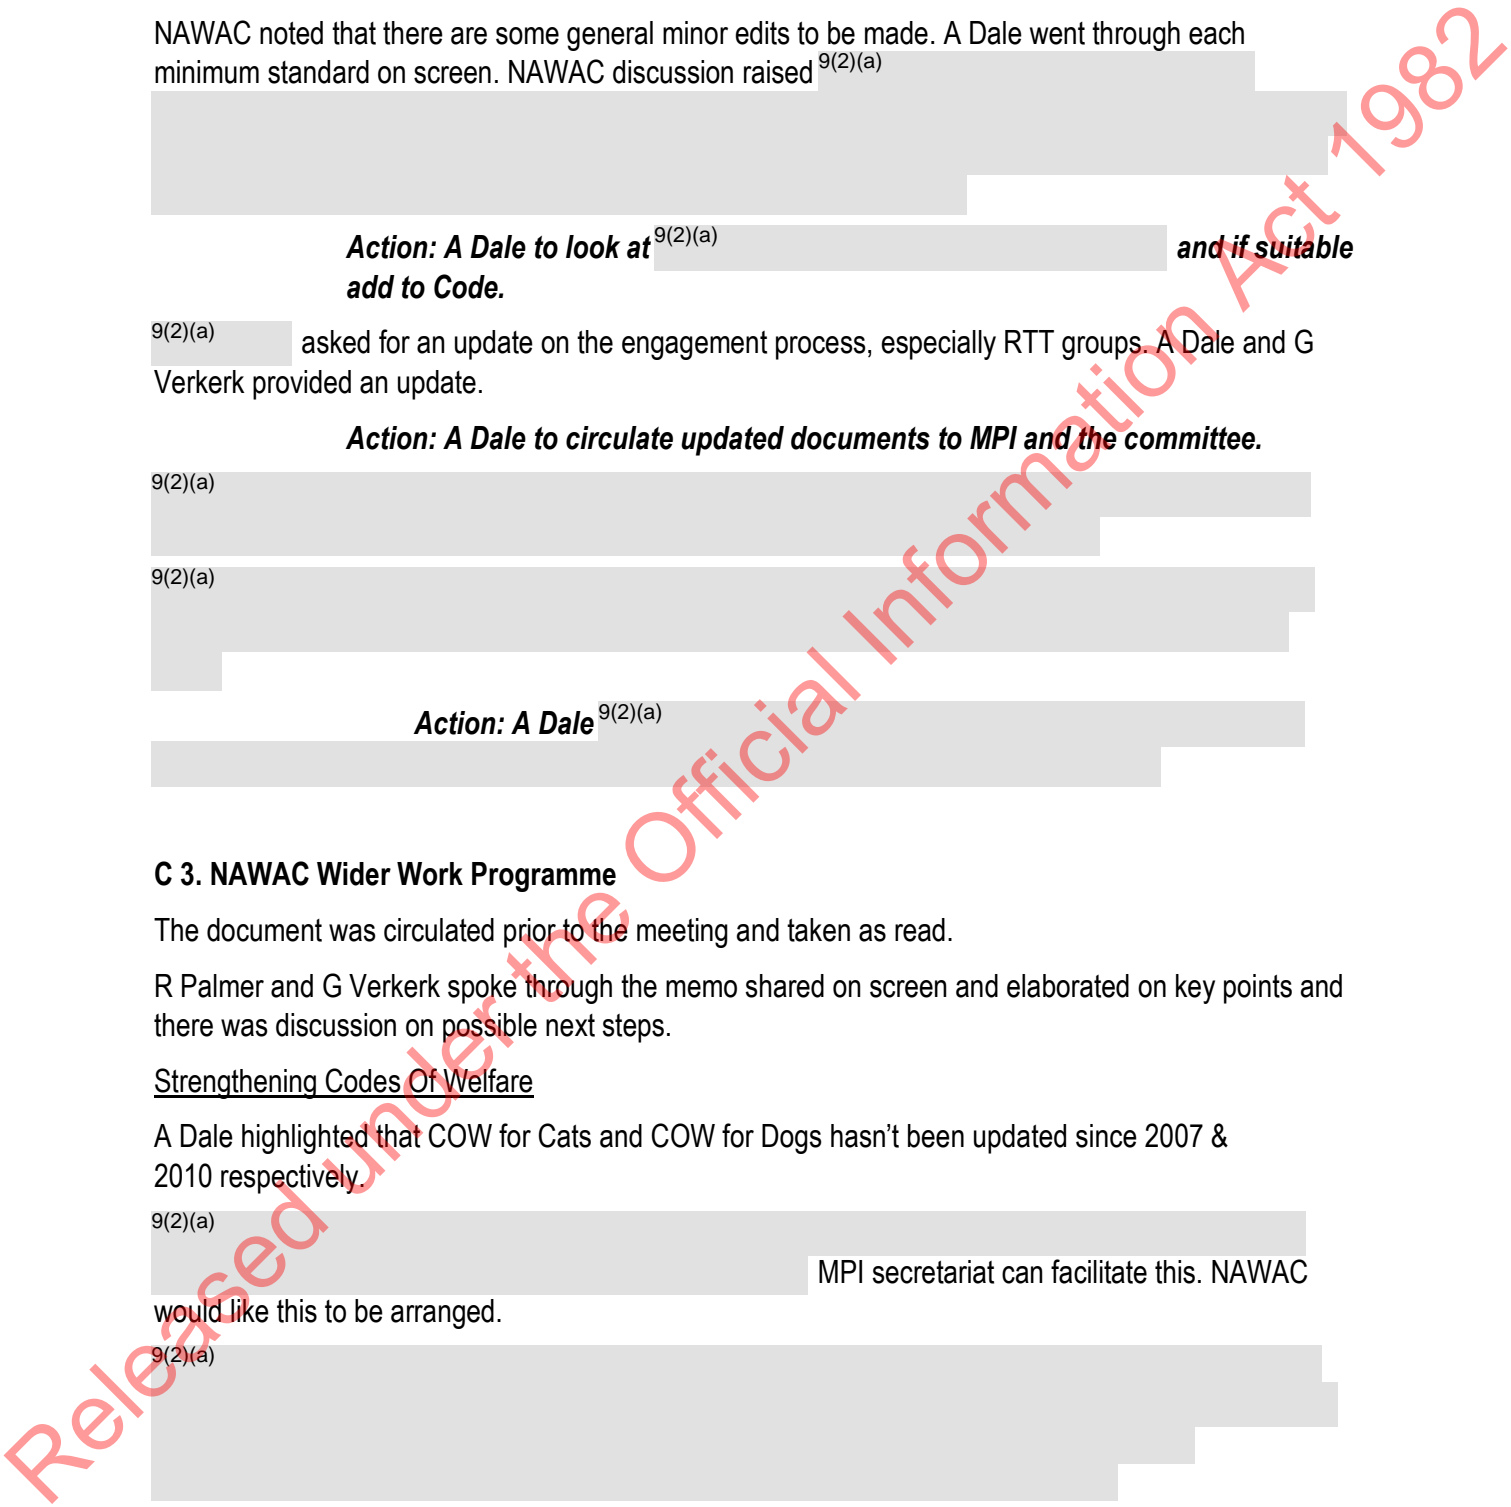 NAWAC noted that there are some general minor edits to be made. A Dale went through each
minimum standard on screen. NAWAC discussion raised 9(2)(a)
Action: A Dale to look at 9(2)(a) and if suitable
add to Code.
9(2)(a) asked for an update on the engagement process, especially RTT groups. A Dale and G
Verkerk provided an update.
Action: A Dale to circulate updated documents to MPI and the committee.
9(2)(a)
9(2)(a)
Action: A Dale 9(2)(a)
C 3. NAWAC Wider Work Programme
The document was circulated prior to the meeting and taken as read.
R Palmer and G Verkerk spoke through the memo shared on screen and elaborated on key points and
there was discussion on possible next steps.
Strengthening Codes Of Welfare
A Dale highlighted that COW for Cats and COW for Dogs hasn't been updated since 2007 &
2010 respectively.
9(2)(a)
MPI secretariat can facilitate this. NAWAC
would like this to be arranged.
9(2)(a)
Released under the Official Information Act 1982